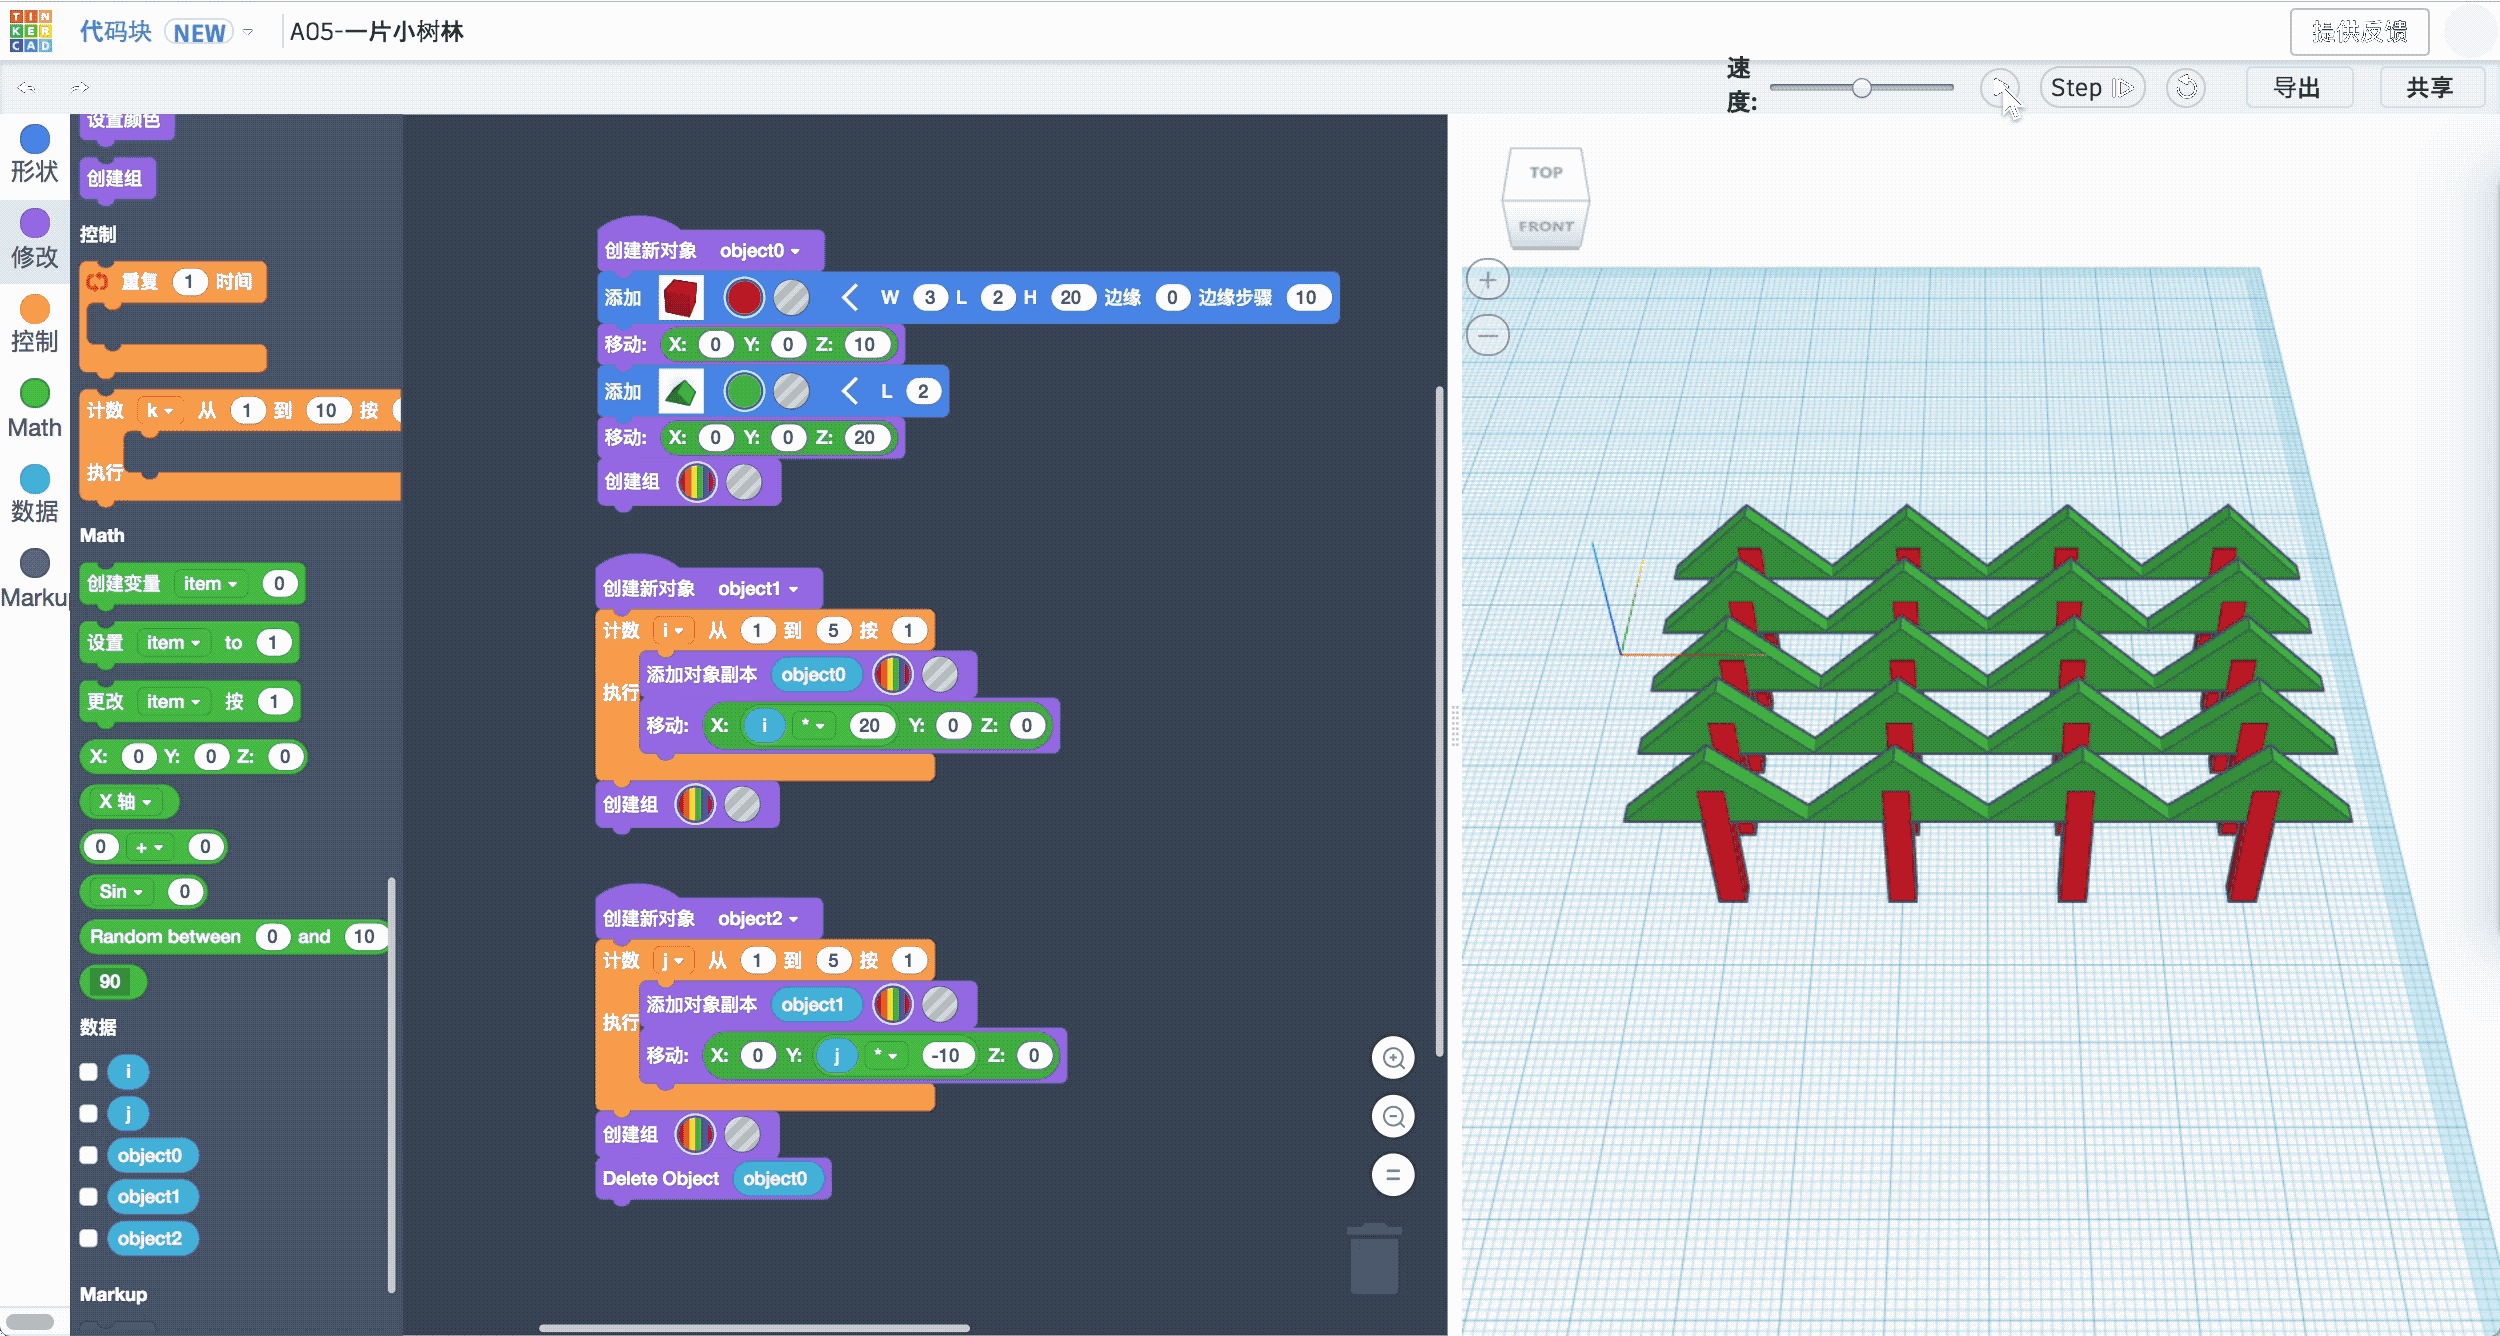 TINKERCAD
代码块 NEW A05-一片小树林 提供反馈
速度: Step 导出 共享
形状
修改
控制
Math
数据
Marku
设置颜色
创建组
控制
重复 1 时间
计数 k 从 1 到 10 按
执行
Math
创建变量 item 0
设置 item to 1
更改 item 按 1
X: 0 Y: 0 Z: 0
X 轴
0 + 0
Sin 0
Random between 0 and 10
90
数据
i
j
object0
object1
object2
Markup
创建新对象 object0
添加 W 3 L 2 H 20 边缘 0 边缘步骤 10
移动: X: 0 Y: 0 Z: 10
添加 L 2
移动: X: 0 Y: 0 Z: 20
创建组
创建新对象 object1
计数 i 从 1 到 5 按 1
执行 添加对象副本 object0
移动: X: i * 20 Y: 0 Z: 0
创建组
创建新对象 object2
计数 j 从 1 到 5 按 1
执行 添加对象副本 object1
移动: X: 0 Y: j * -10 Z: 0
创建组
Delete Object object0
TOP
FRONT